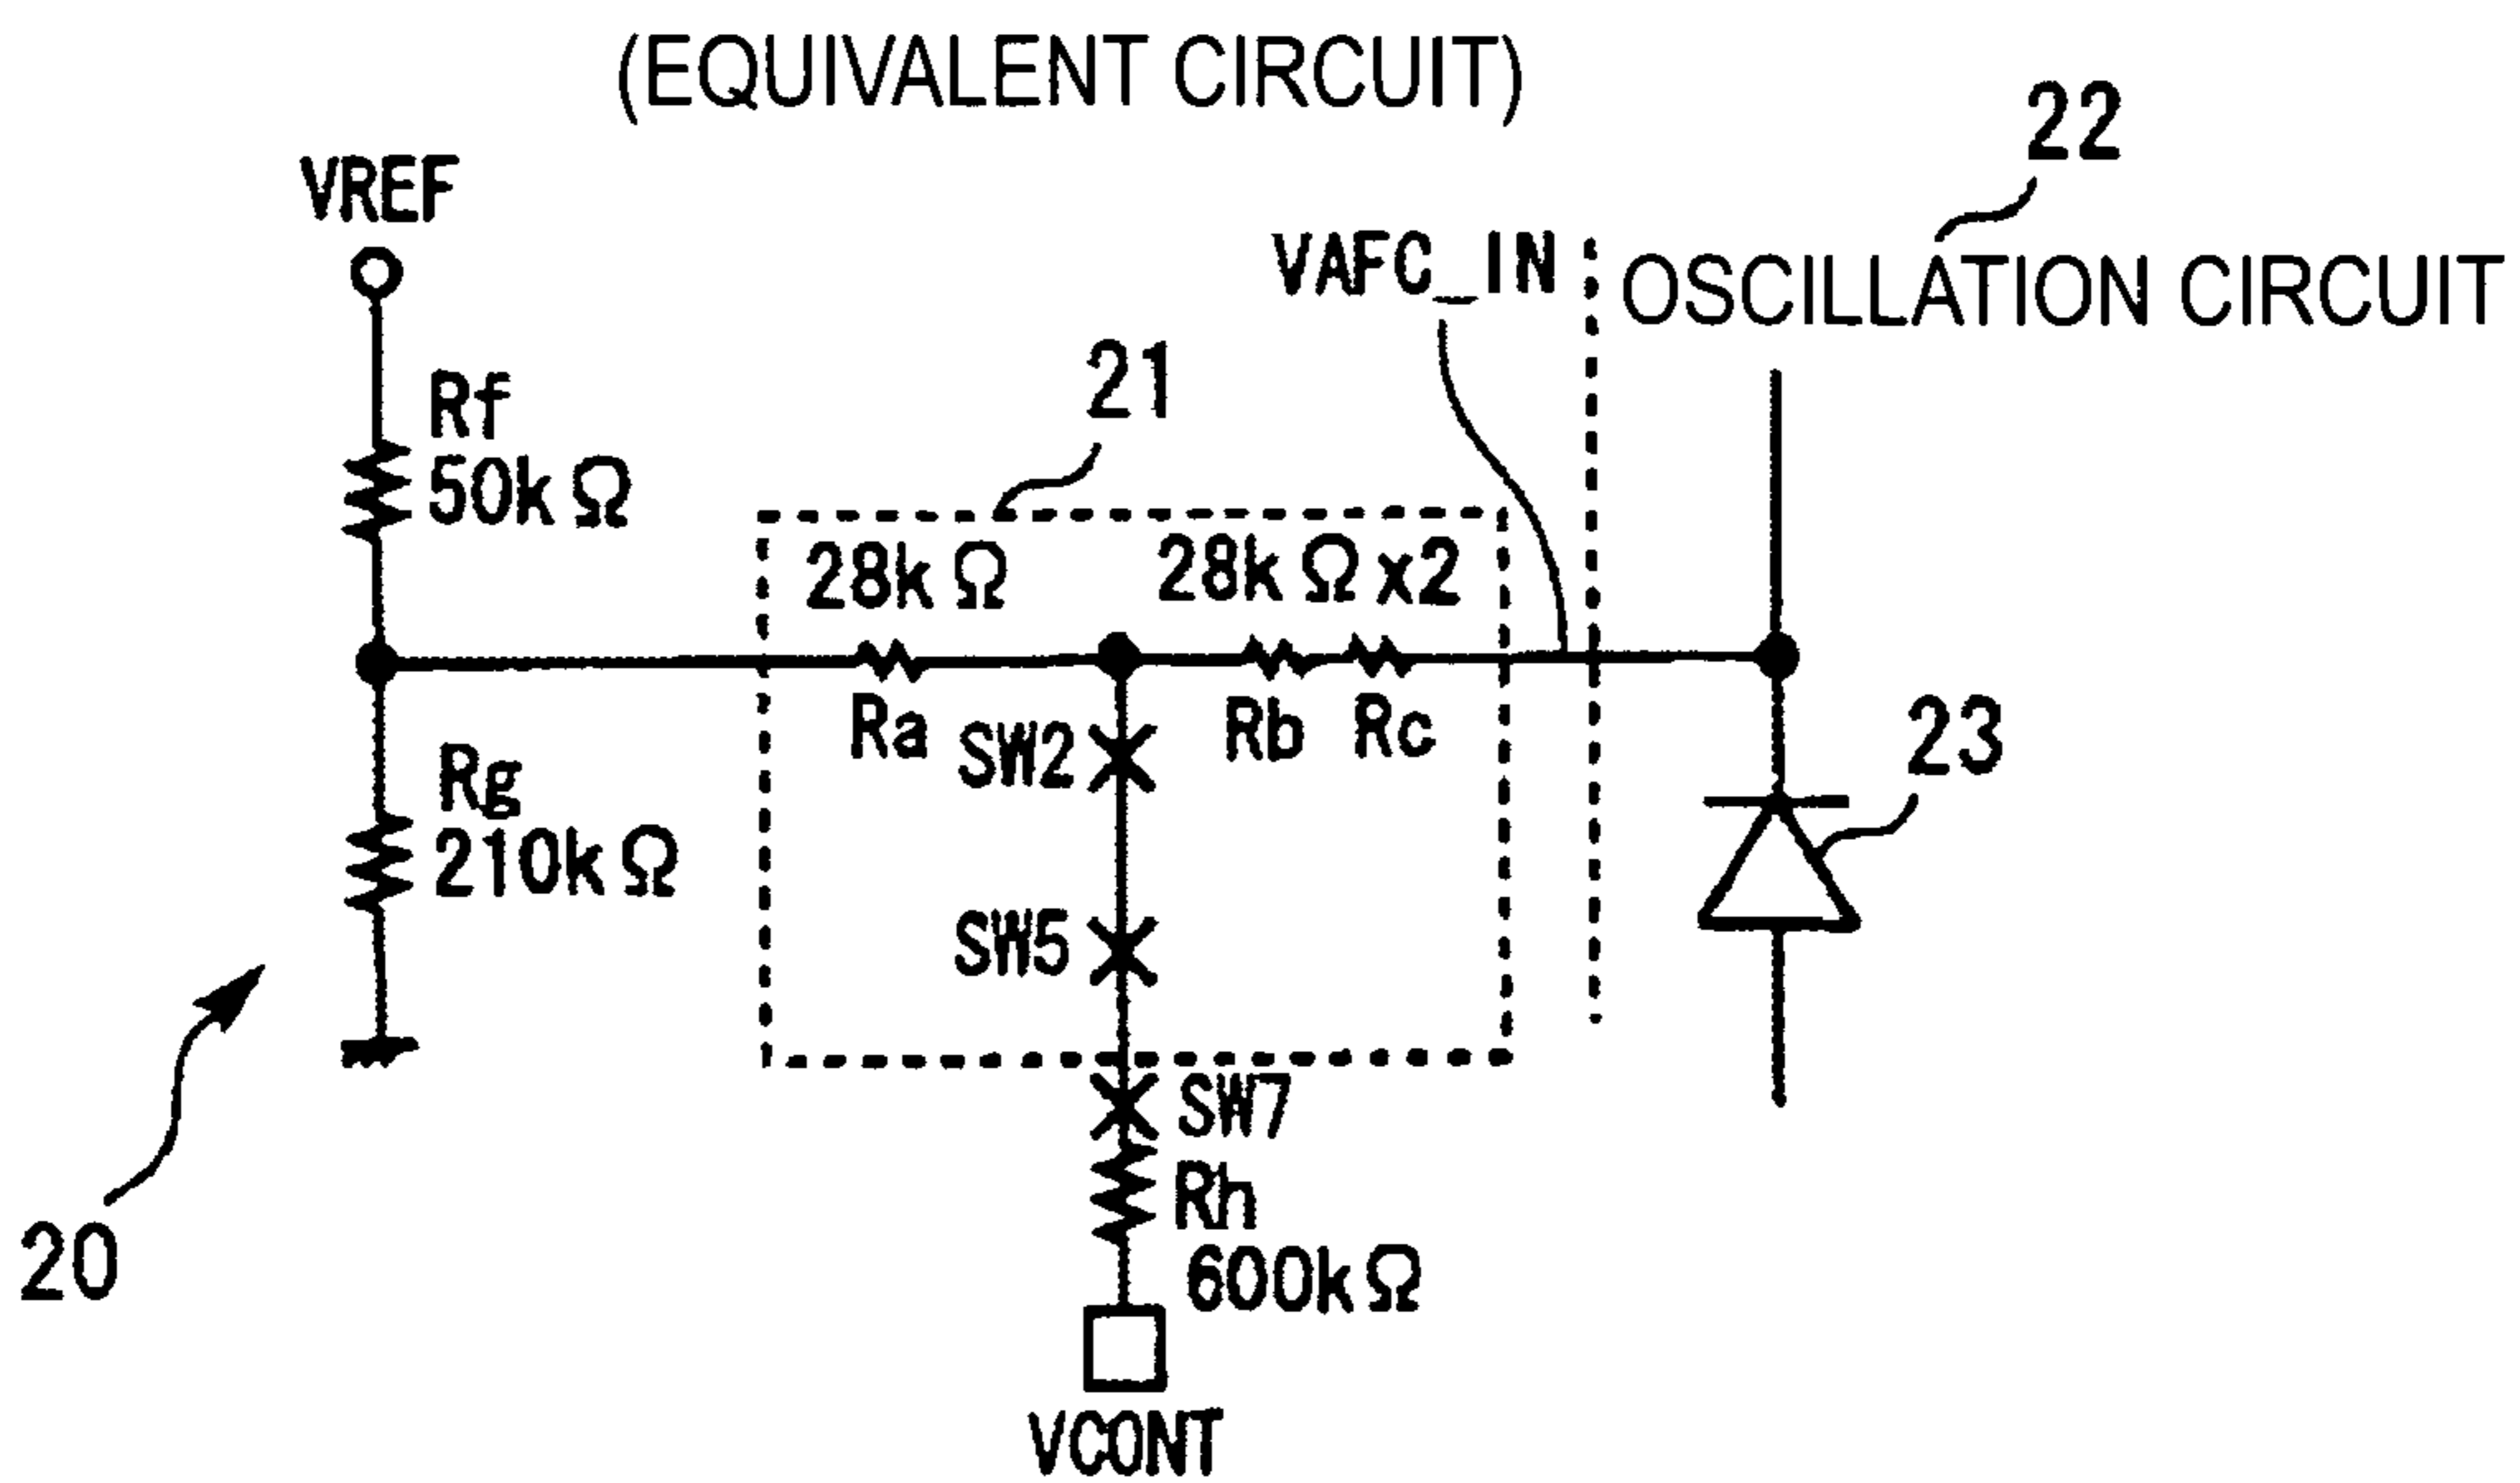 (EQUIVALENT CIRCUIT)
22
VREF
VAFC_IN
OSCILLATION CIRCUIT
21
Rf
50kΩ
28kΩ
28kΩx2
Ra
Rb
Rc
SW2
23
Rg
210kΩ
SW5
SW7
Rh
600kΩ
20
VCONT